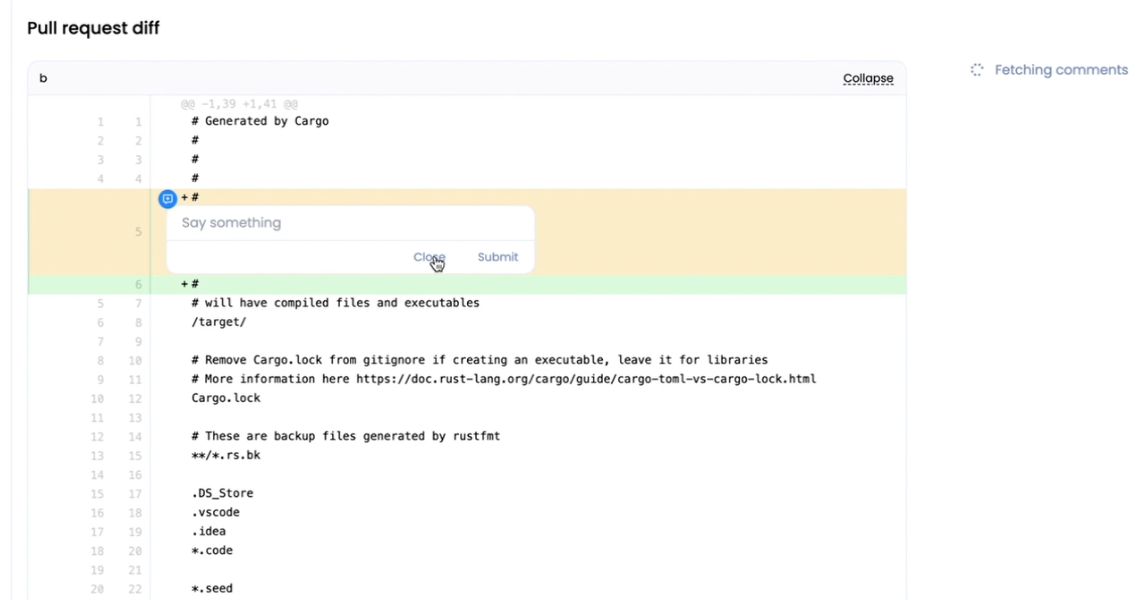 Pull request diff
b Collapse
Fetching comments
@@ -1,39 +1,41 @@
1 1 # Generated by Cargo
2 2 #
3 3 #
4 4 #
5 + #
Say something
Close Submit
6 + #
5 7 # will have compiled files and executables
6 8 /target/
7 9
8 10 # Remove Cargo.lock from gitignore if creating an executable, leave it for libraries
9 11 # More information here https://doc.rust-lang.org/cargo/guide/cargo-toml-vs-cargo-lock.html
10 12 Cargo.lock
11 13
12 14 # These are backup files generated by rustfmt
13 15 **/*.rs.bk
14 16
15 17 .DS_Store
16 18 .vscode
17 19 .idea
18 20 *.code
19 21
20 22 *.seed